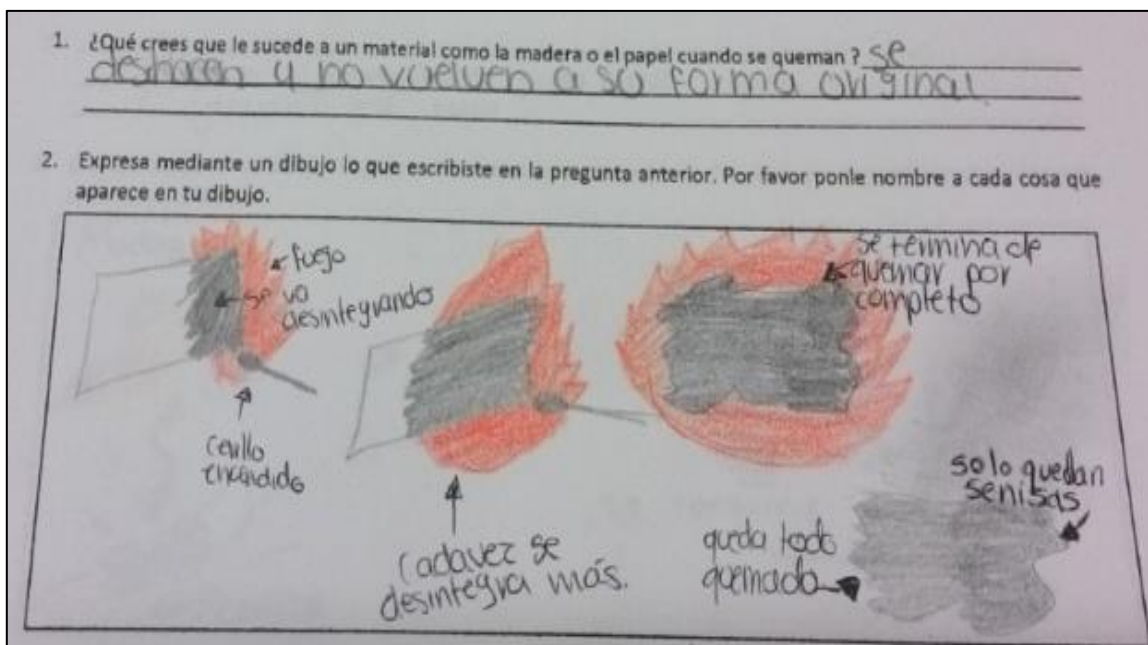 1. ¿Qué crees que le sucede a un material como la madera o el papel cuando se queman ? se
desharen y no vuelven a su forma original.
2. Expresa mediante un dibujo lo que escribiste en la pregunta anterior. Por favor ponle nombre a cada cosa que
aparece en tu dibujo.
fuego
se va
desintegrando
cerillo
encendido
cadavez se
desintegra más.
se termina de
quemar por
completo
queda todo
quemado
solo quedan
senisas